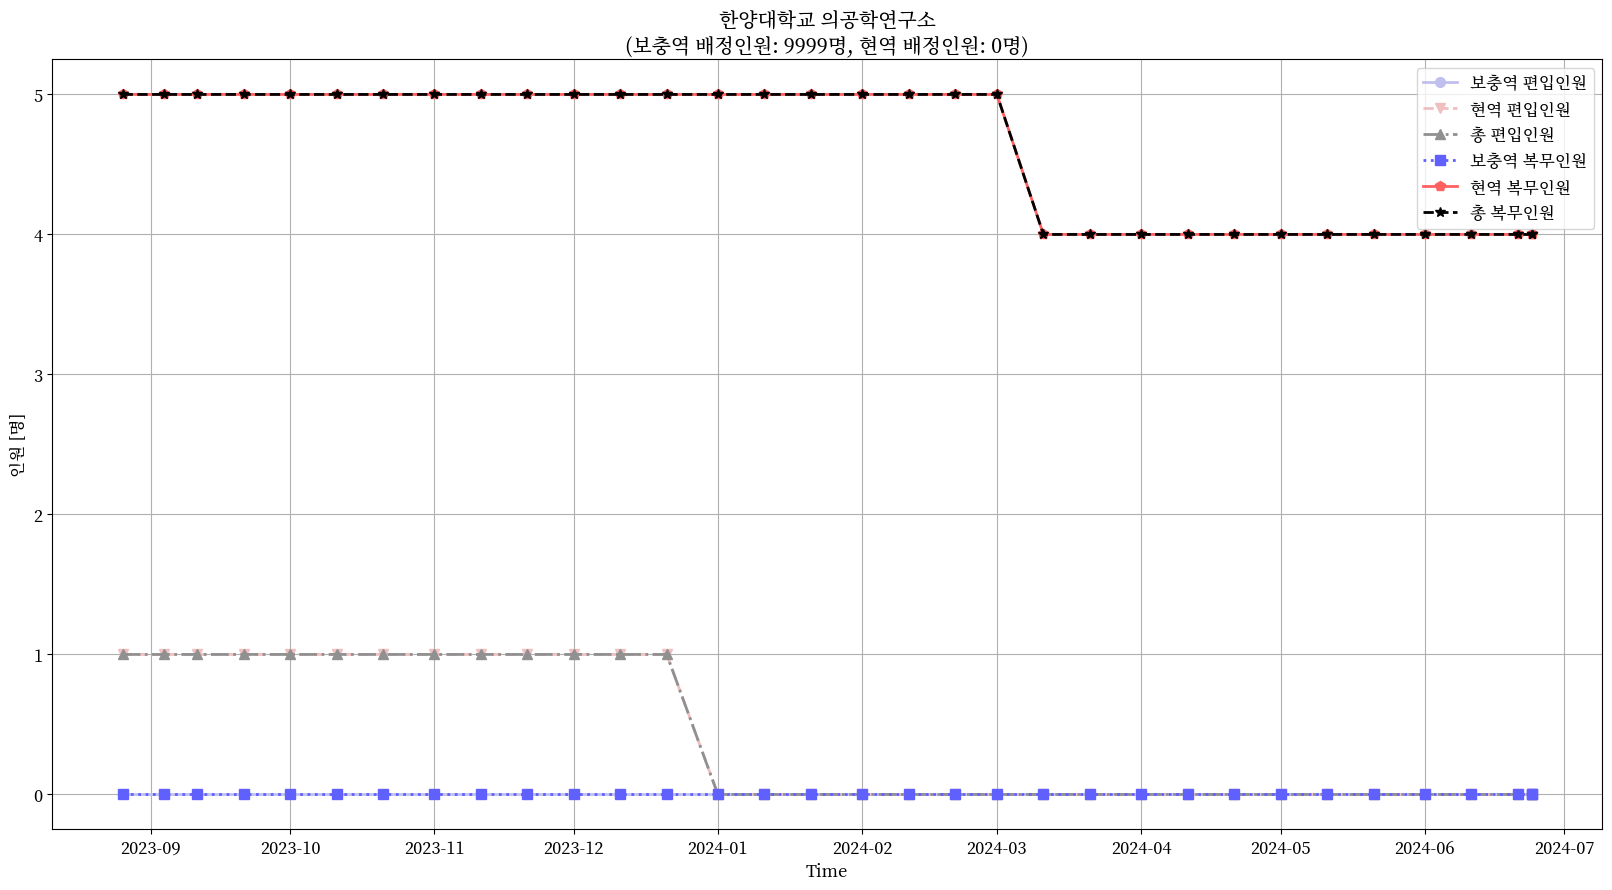 한양대학교 의공학연구소
(보충역 배정인원: 9999명, 현역 배정인원: 0명)
보충역 편입인원
현역 편입인원
총 편입인원
보충역 복무인원
현역 복무인원
총 복무인원
인원 [명]
5
4
3
2
1
0
2023-09
2023-10
2023-11
2023-12
2024-01
2024-02
2024-03
2024-04
2024-05
2024-06
2024-07
Time